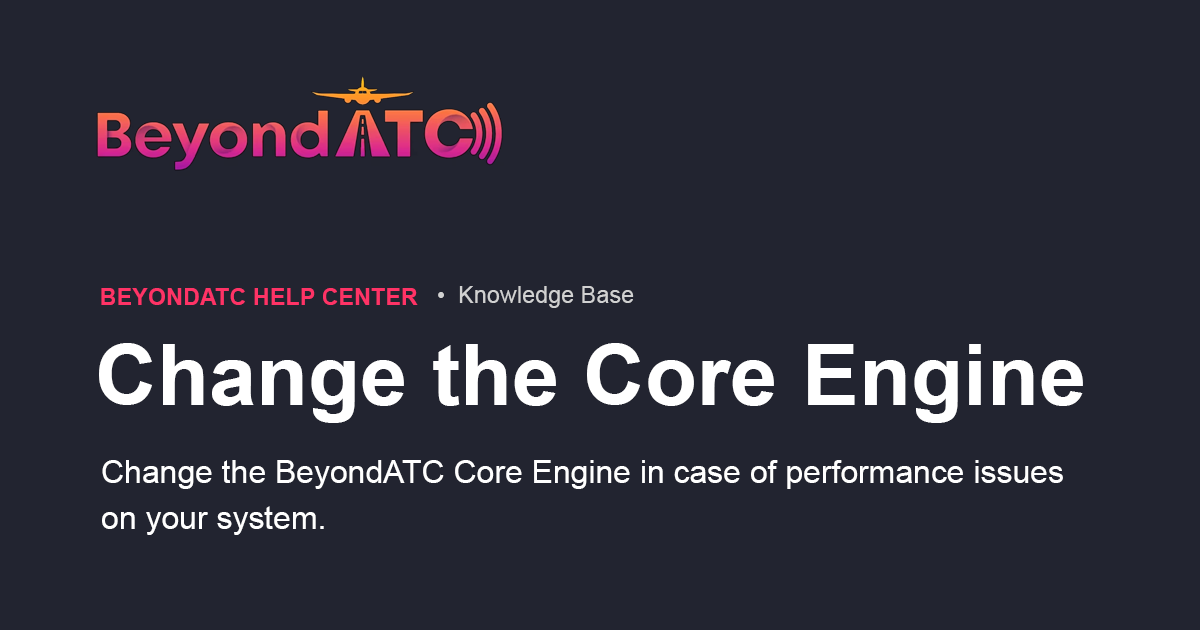 BeyondATC
BEYONDATC HELP CENTER • Knowledge Base
Change the Core Engine
Change the BeyondATC Core Engine in case of performance issues
on your system.